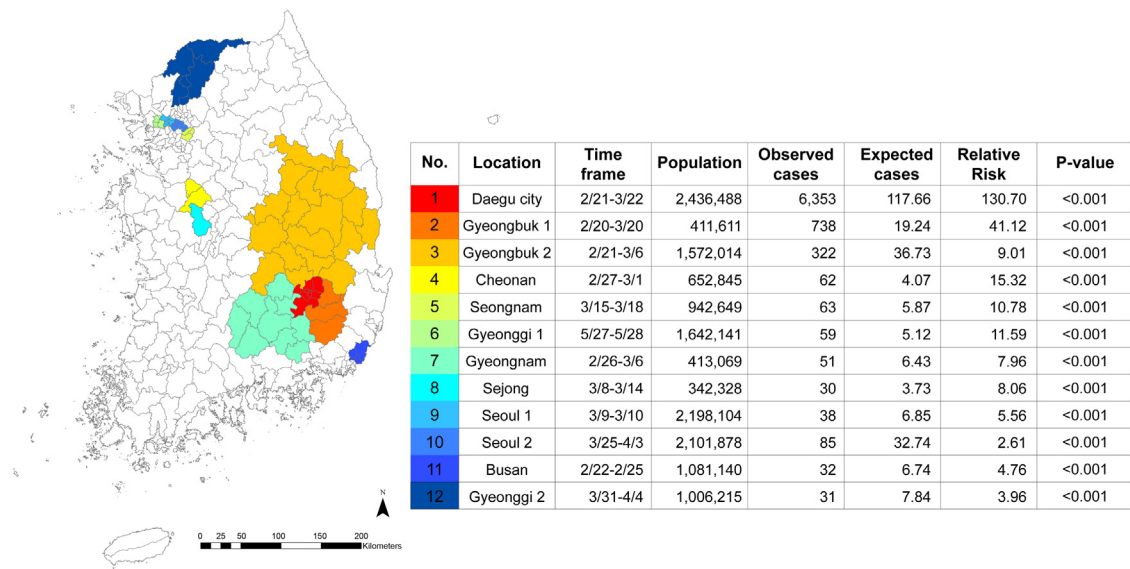 No. Location Time frame Population Observed cases Expected cases Relative Risk P-value
1 Daegu city 2/21-3/22 2,436,488 6,353 117.66 130.70 <0.001
2 Gyeongbuk 1 2/20-3/20 411,611 738 19.24 41.12 <0.001
3 Gyeongbuk 2 2/21-3/6 1,572,014 322 36.73 9.01 <0.001
4 Cheonan 2/27-3/1 652,845 62 4.07 15.32 <0.001
5 Seongnam 3/15-3/18 942,649 63 5.87 10.78 <0.001
6 Gyeonggi 1 5/27-5/28 1,642,141 59 5.12 11.59 <0.001
7 Gyeongnam 2/26-3/6 413,069 51 6.43 7.96 <0.001
8 Sejong 3/8-3/14 342,328 30 3.73 8.06 <0.001
9 Seoul 1 3/9-3/10 2,198,104 38 6.85 5.56 <0.001
10 Seoul 2 3/25-4/3 2,101,878 85 32.74 2.61 <0.001
11 Busan 2/22-2/25 1,081,140 32 6.74 4.76 <0.001
12 Gyeonggi 2 3/31-4/4 1,006,215 31 7.84 3.96 <0.001
N
0 25 50 100 150 200
Kilometers